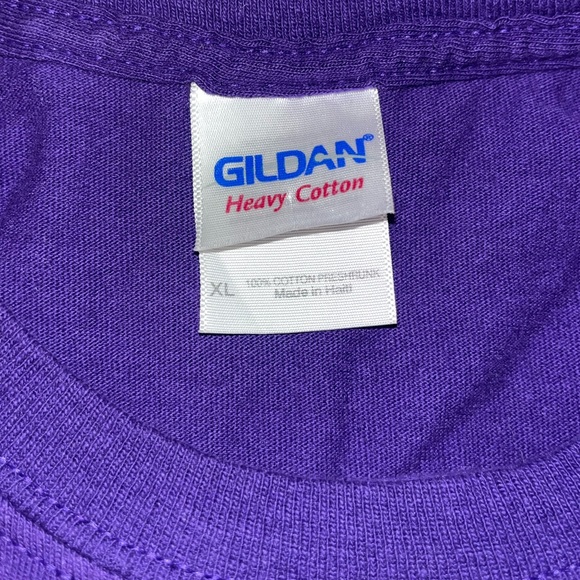 GILDAN®
Heavy Cotton
XL
100% COTTON PRESHRUNK
Made in Haiti